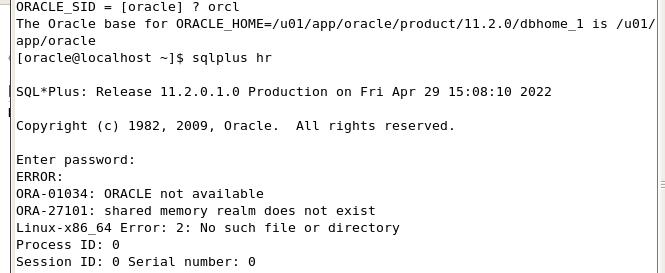 ORACLE_SID = [oracle] ? orcl
The Oracle base for ORACLE_HOME=/u01/app/oracle/product/11.2.0/dbhome_1 is /u01/
app/oracle
[oracle@localhost ~]$ sqlplus hr
SQL*Plus: Release 11.2.0.1.0 Production on Fri Apr 29 15:08:10 2022
Copyright (c) 1982, 2009, Oracle.  All rights reserved.
Enter password:
ERROR:
ORA-01034: ORACLE not available
ORA-27101: shared memory realm does not exist
Linux-x86_64 Error: 2: No such file or directory
Process ID: 0
Session ID: 0 Serial number: 0